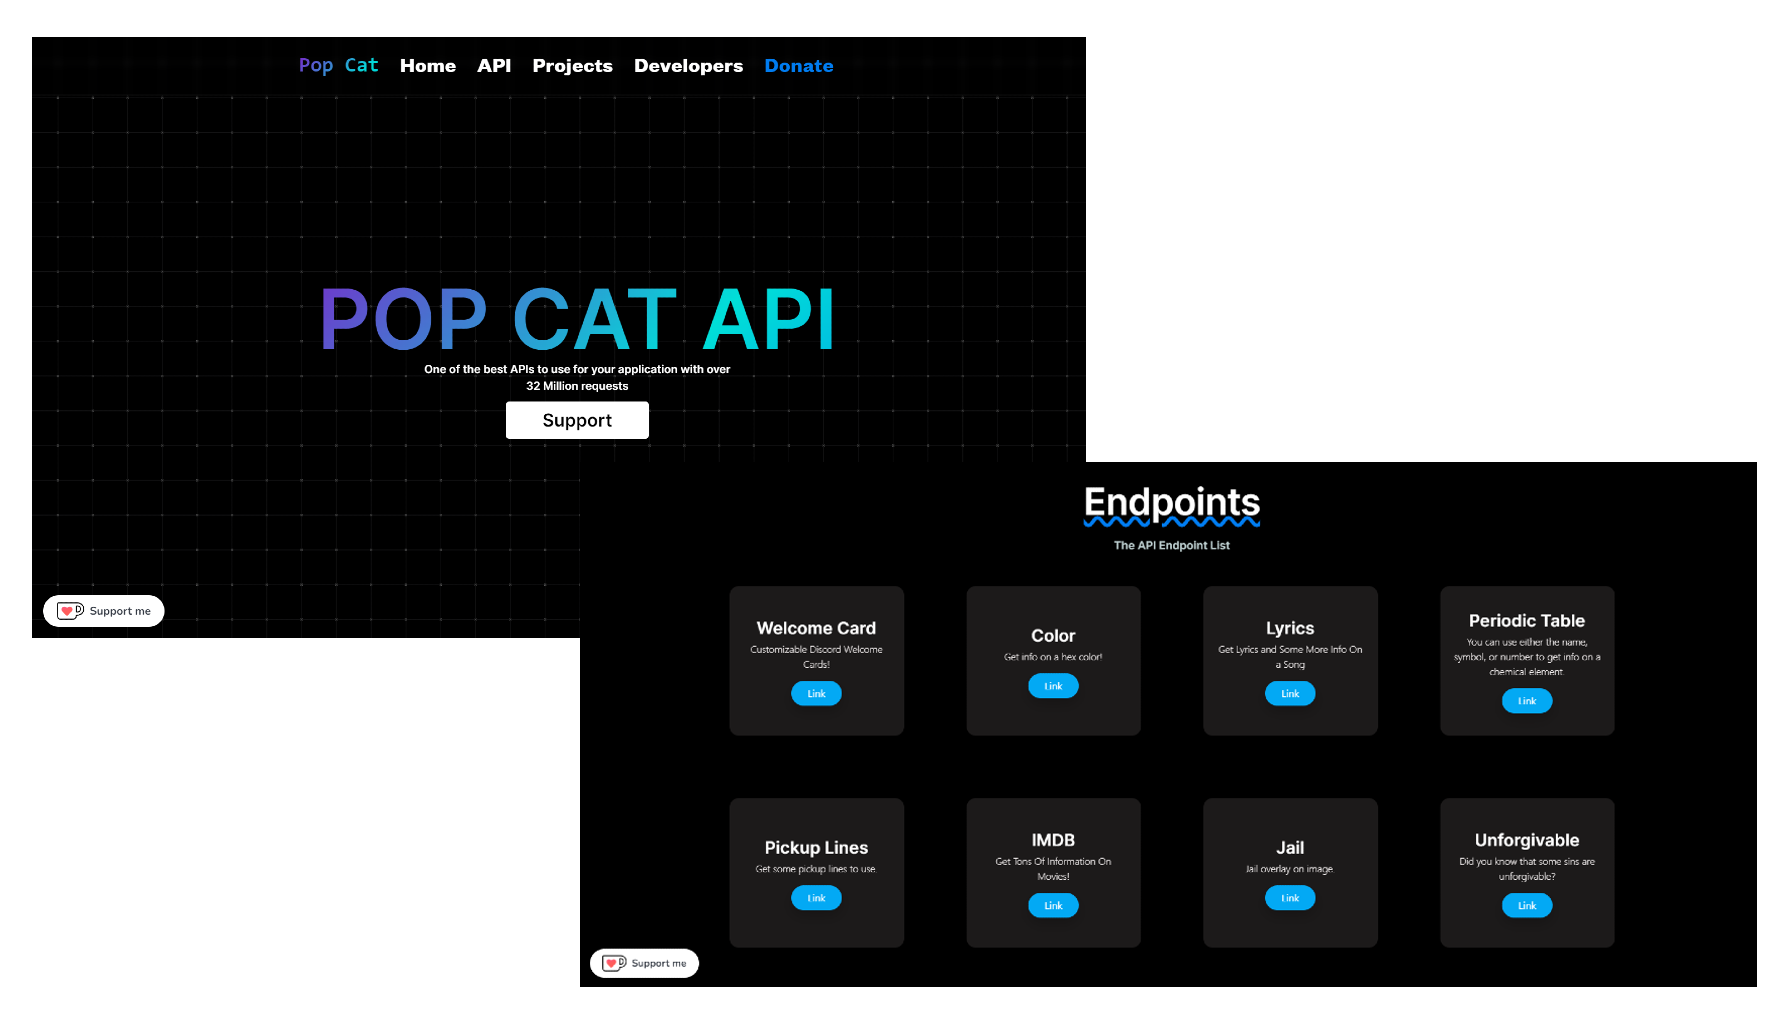 Pop Cat Home API Projects Developers Donate
POP CAT API
One of the best APIs to use for your application with over
32 Million requests
Support
Support me
Endpoints
The API Endpoint List
Welcome Card
Customizable Discord Welcome
Cards!
Link
Color
Get info on a hex color!
Link
Lyrics
Get Lyrics and Some More Info On
a Song
Link
Periodic Table
You can use either the name,
symbol, or number to get info on a
chemical element.
Link
Pickup Lines
Get some pickup lines to use.
Link
IMDB
Get Tons Of Information On
Movies!
Link
Jail
Jail overlay on image.
Link
Unforgivable
Did you know that some sins are
unforgivable?
Link
Support me